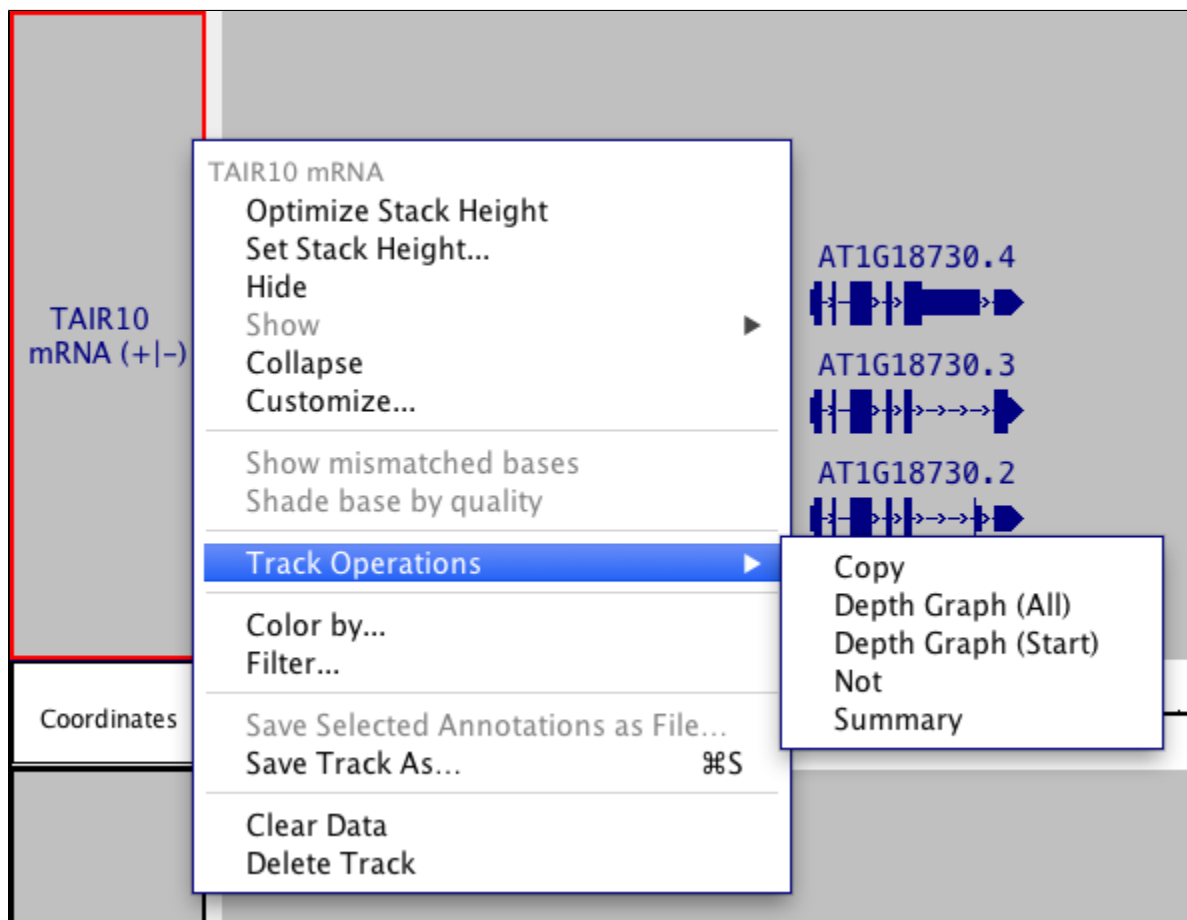 TAIR10
mRNA (+|-)
TAIR10 mRNA
Optimize Stack Height
Set Stack Height...
Hide
Show
Collapse
Customize...
Show mismatched bases
Shade base by quality
Track Operations
Color by...
Filter...
Save Selected Annotations as File...
Save Track As... ⌘S
Clear Data
Delete Track
AT1G18730.4
AT1G18730.3
AT1G18730.2
Copy
Depth Graph (All)
Depth Graph (Start)
Not
Summary
Coordinates